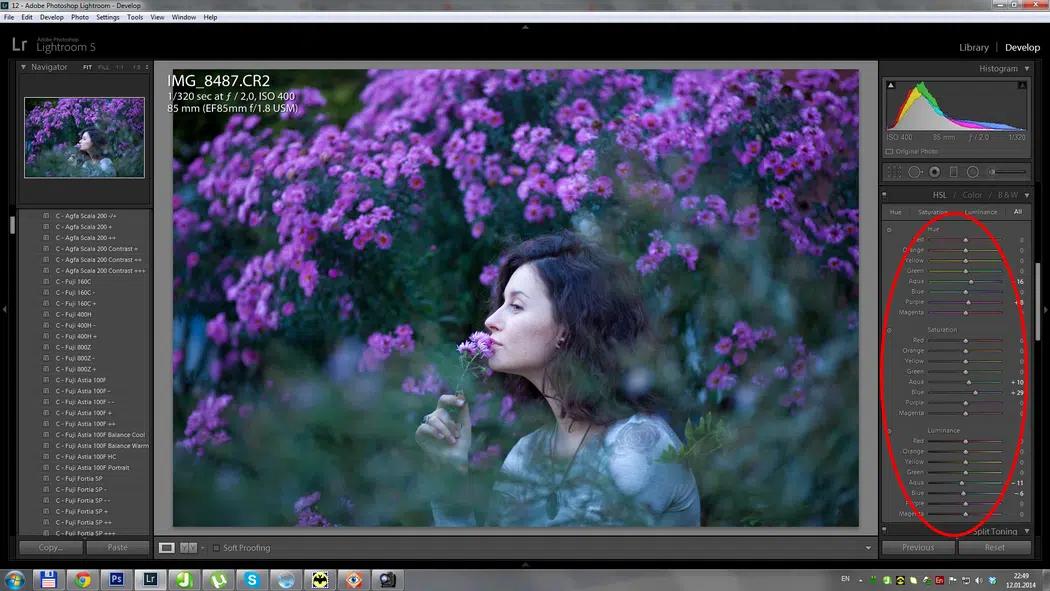 12 - Adobe Photoshop Lightroom - Develop
File Edit Develop Photo Settings Tools View Window Help
Lr Adobe Photoshop
Lightroom 5
Library | Develop
Navigator FIT FILL 1:1 1:8
Histogram
IMG_8487.CR2
1/320 sec at ƒ / 2,0, ISO 400
85 mm (EF85mm f/1.8 USM)
ISO 400 85 mm ƒ / 2,0 1/320
Original Photo
HSL / Color / B & W
Hue Saturation Luminance All
Hue
Red 0
Orange 0
Yellow 0
Green 0
Aqua 16
Blue 0
Purple + 8
Magenta 0
Saturation
Red 0
Orange 0
Yellow 0
Green 0
Aqua + 10
Blue + 29
Purple 0
Magenta 0
Luminance
Red 0
Orange 0
Yellow 0
Green 0
Aqua - 11
Blue - 6
Purple 0
Magenta 0
Split Toning
Previous Reset
C - Agfa Scala 200 -/+
C - Agfa Scala 200 +
C - Agfa Scala 200 ++
C - Agfa Scala 200 Contrast +
C - Agfa Scala 200 Contrast ++
C - Agfa Scala 200 Contrast +++
C - Fuji 160C
C - Fuji 160C -
C - Fuji 160C +
C - Fuji 400H
C - Fuji 400H -
C - Fuji 400H +
C - Fuji 800Z
C - Fuji 800Z -
C - Fuji 800Z +
C - Fuji Astia 100F
C - Fuji Astia 100F -
C - Fuji Astia 100F - -
C - Fuji Astia 100F +
C - Fuji Astia 100F ++
C - Fuji Astia 100F Balance Cool
C - Fuji Astia 100F Balance Warm
C - Fuji Astia 100F HC
C - Fuji Astia 100F Portrait
C - Fuji Fortia SP
C - Fuji Fortia SP -
C - Fuji Fortia SP - -
C - Fuji Fortia SP +
C - Fuji Fortia SP ++
C - Fuji Fortia SP +++
Copy... Paste
Soft Proofing
Ps Lr
EN En 22:49
12.01.2014